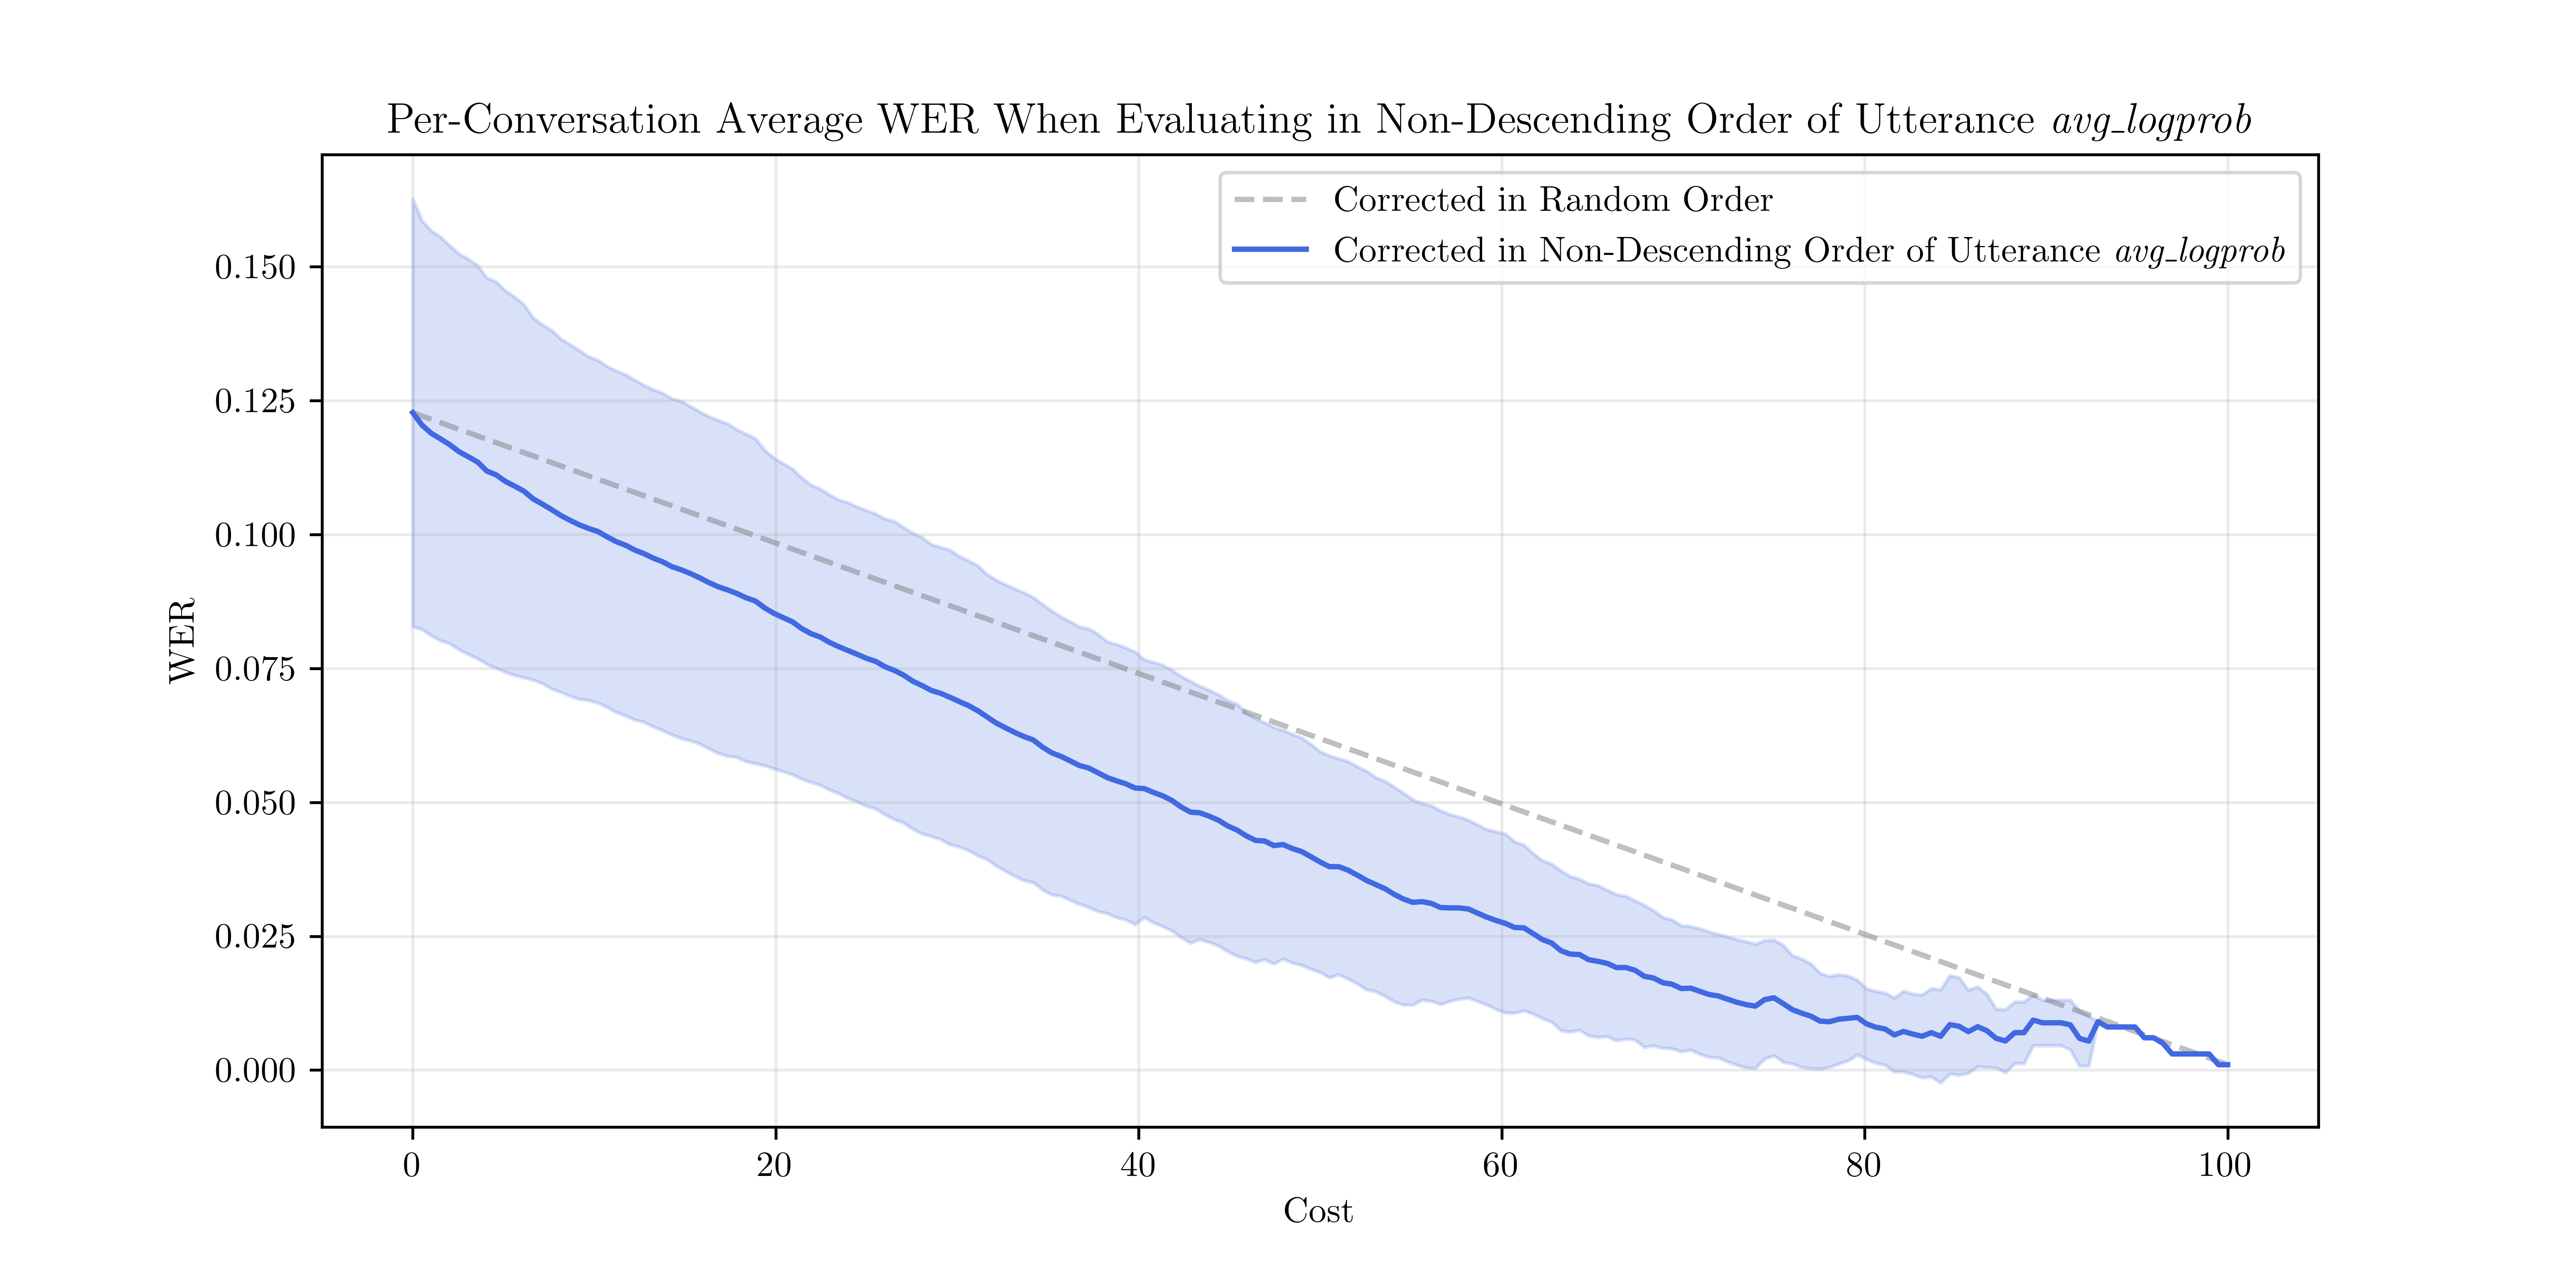 Per-Conversation Average WER When Evaluating in Non-Descending Order of Utterance avg_logprob
Corrected in Random Order
Corrected in Non-Descending Order of Utterance avg_logprob
0.150
0.125
0.100
0.075
0.050
0.025
0.000
WER
0 20 40 60 80 100
Cost